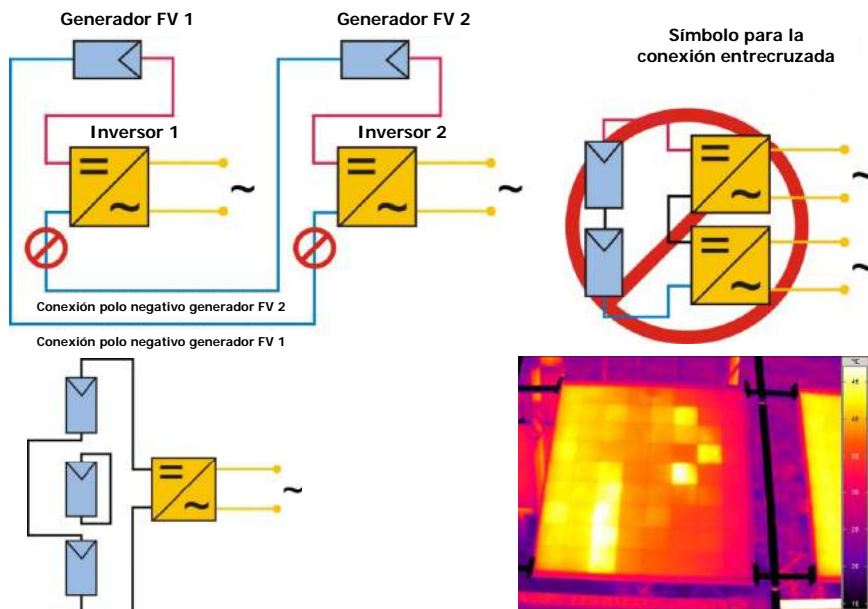 Generador FV 1
Generador FV 2
Símbolo para la
conexión entrecruzada
Inversor 1
Inversor 2
~
~
~
~
Conexión polo negativo generador FV 2
Conexión polo negativo generador FV 1
~
°C